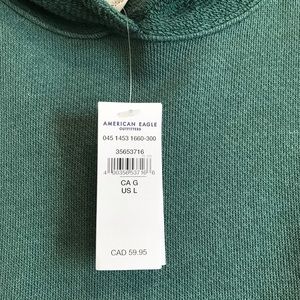 AMERICAN EAGLE
OUTFITTERS
045 1453 1660-300
35653716
CA G
US L
CAD 59.95